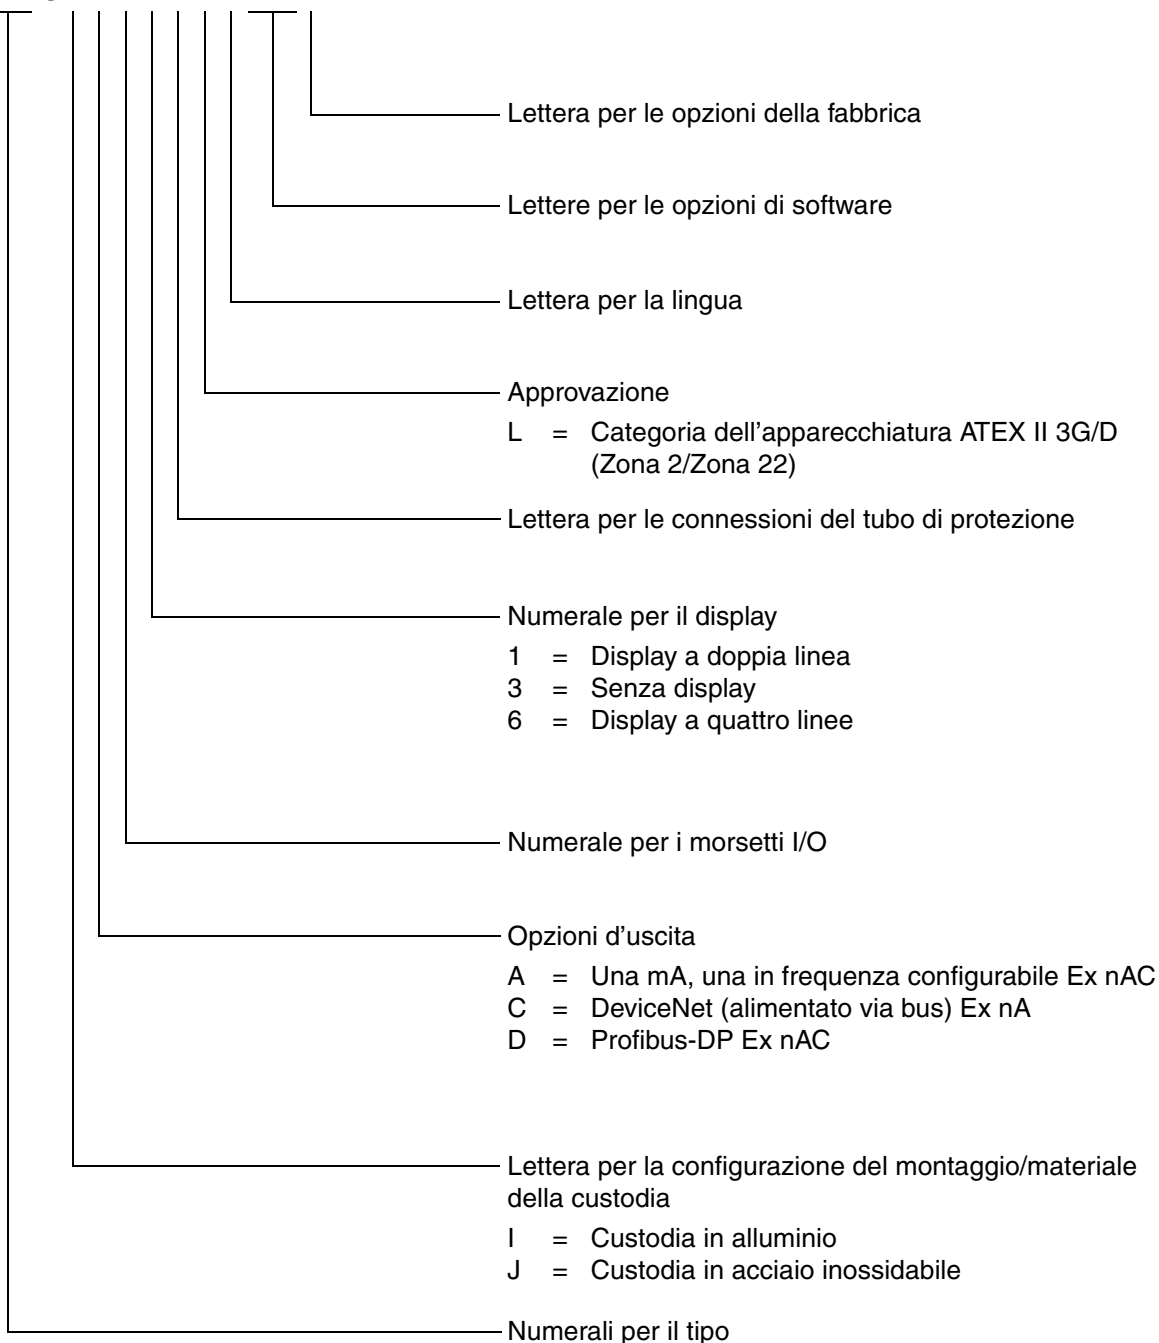 Lettera per le opzioni della fabbrica
Lettere per le opzioni di software
Lettera per la lingua
Approvazione
L = Categoria dell'apparecchiatura ATEX II 3G/D
(Zona 2/Zona 22)
Lettera per le connessioni del tubo di protezione
Numerale per il display
1 = Display a doppia linea
3 = Senza display
6 = Display a quattro linee
Numerale per i morsetti I/O
Opzioni d'uscita
A = Una mA, una in frequenza configurabile Ex nAC
C = DeviceNet (alimentato via bus) Ex nA
D = Profibus-DP Ex nAC
Lettera per la configurazione del montaggio/materiale
della custodia
I = Custodia in alluminio
J = Custodia in acciaio inossidabile
Numerali per il tipo